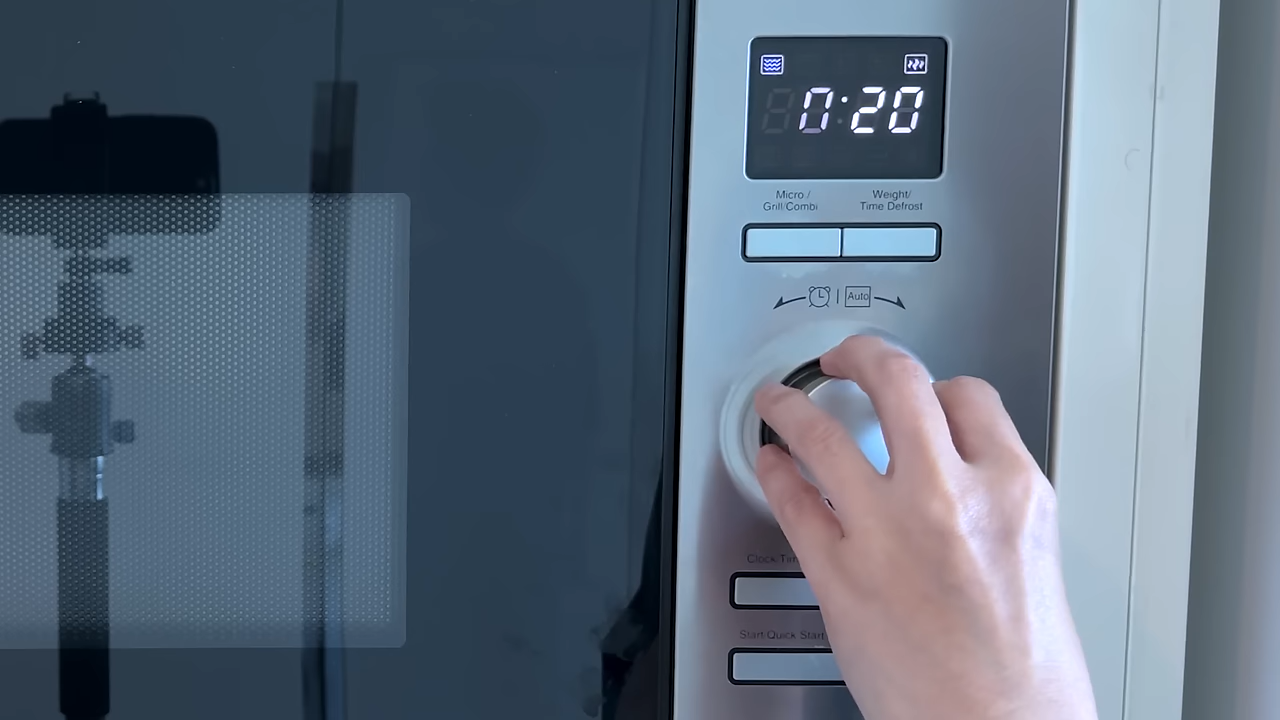 0:20
Micro / Grill/Combi
Weight/ Time Defrost
Auto
Start Quick Start